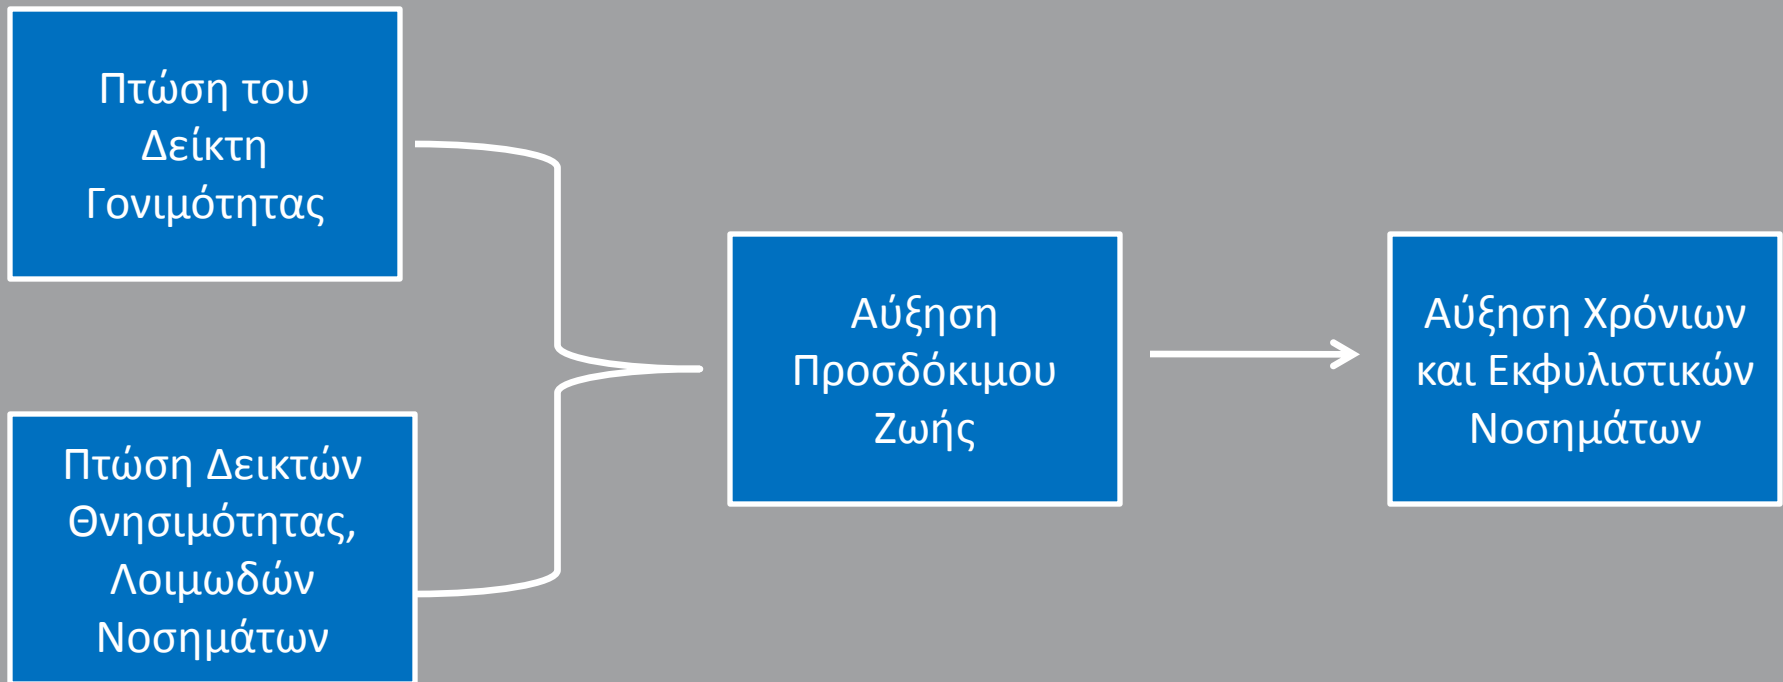 Πτώση του
Δείκτη
Γονιμότητας
Πτώση Δεικτών
Θνησιμότητας,
Λοιμωδών
Νοσημάτων
Αύξηση
Προσδόκιμου
Ζωής
Αύξηση Χρόνιων
και Εκφυλιστικών
Νοσημάτων